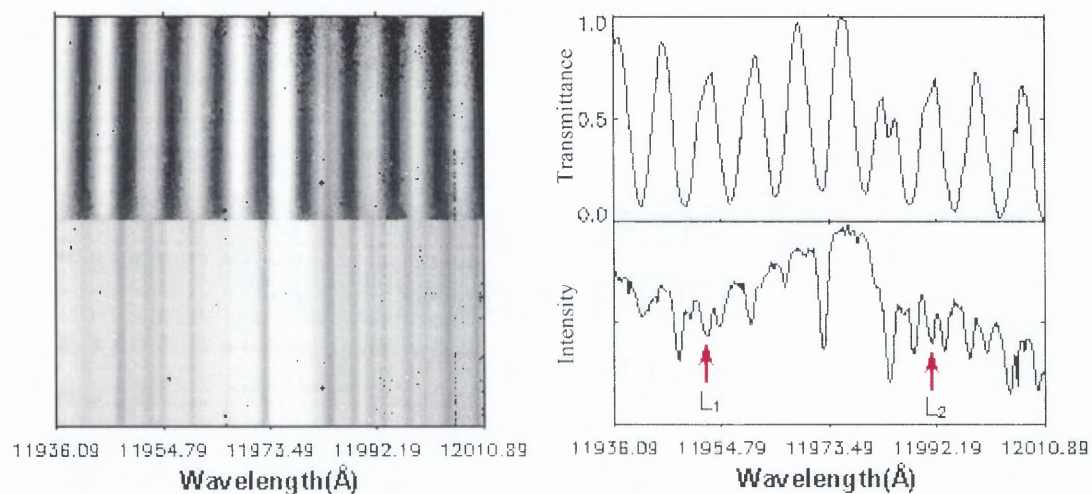 1.0
Transmittance
0.5
0.0
Intensity
L1
L2
11936.09 11954.79 11973.49 11992.19 12010.89
Wavelength(Å)
11936.09 11954.79 11973.49 11992.19 12010.89
Wavelength(Å)